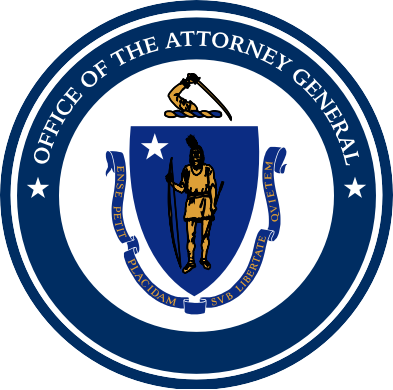 OFFICE OF THE ATTORNEY GENERAL
ENSE PETIT PLACIDAM SVB LIBERTATE QVIETEM